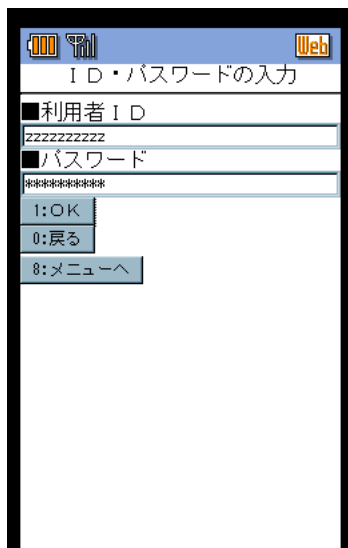 Web
ＩＤ・パスワードの入力
■利用者ＩＤ
zzzzzzzzzz
■パスワード
**********
1:ＯＫ
0:戻る
8:メニューへ